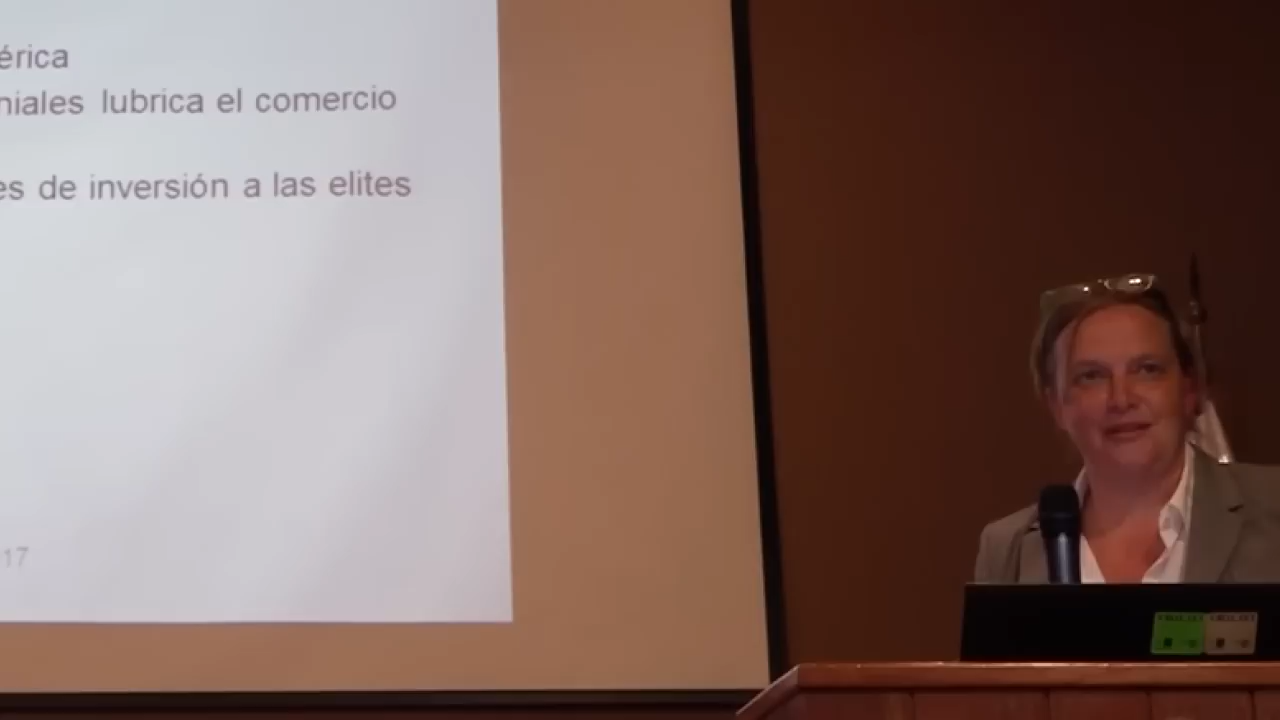 érica
niales lubrica el comercio
es de inversión a las elites
17